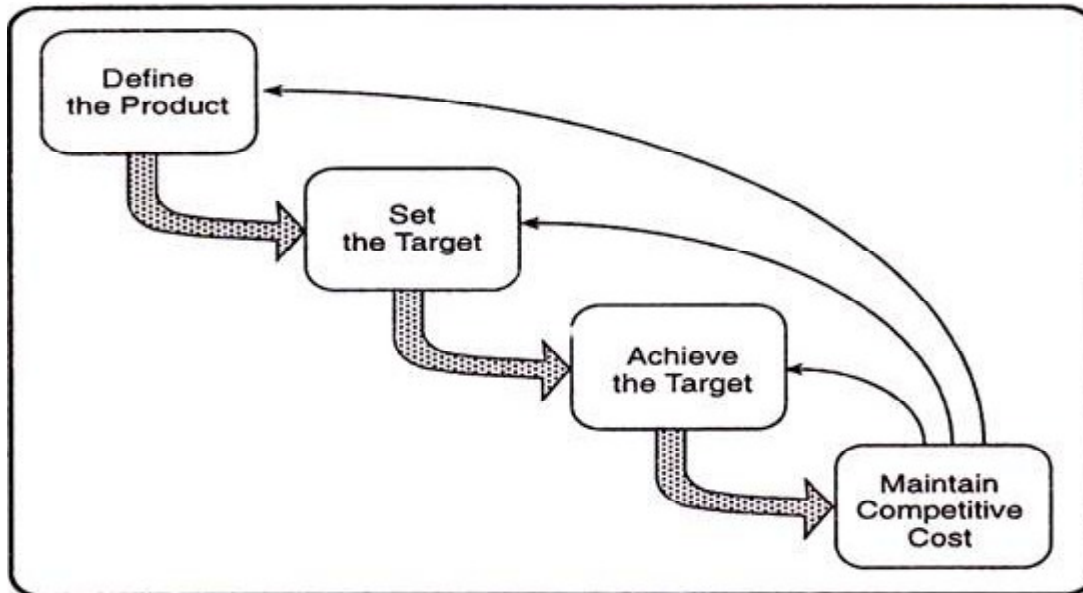 Define
the Product
Set
the Target
Achieve
the Target
Maintain
Competitive
Cost